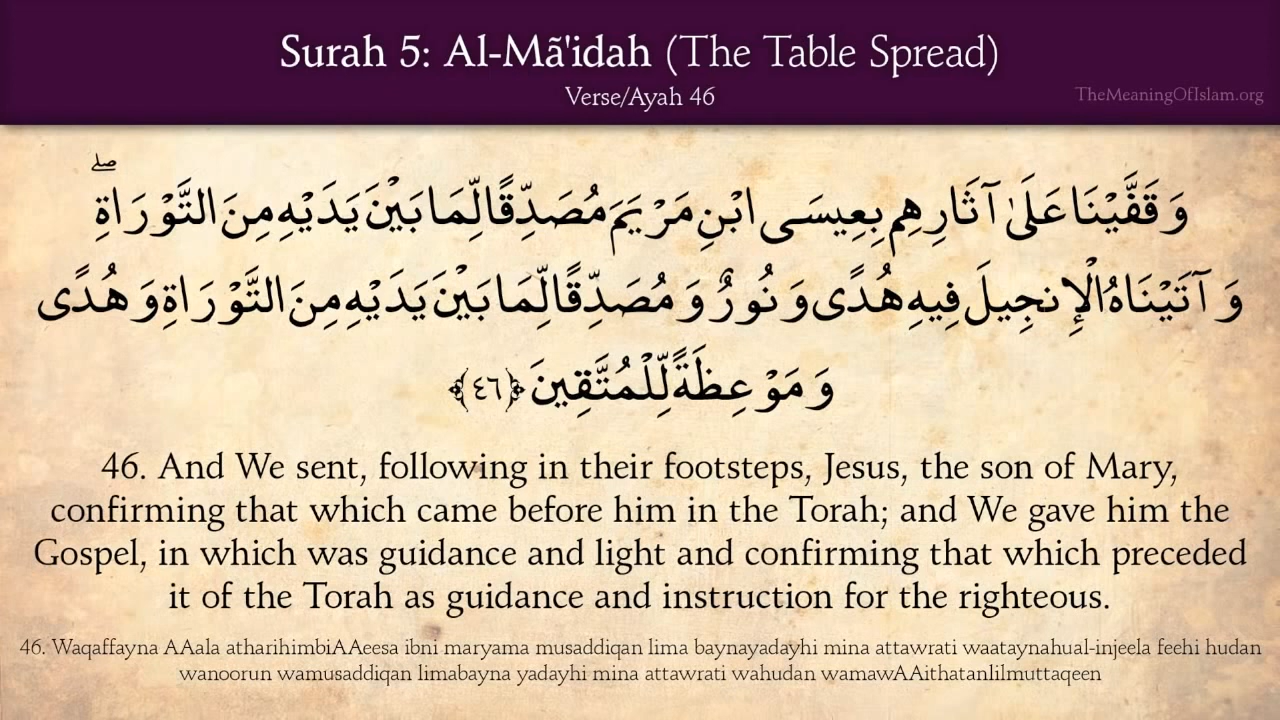 Surah 5: Al-Mã'idah (The Table Spread)
Verse/Ayah 46
TheMeaningOfIslam.org
وَقَفَّيْنَا عَلَىٰ آثَارِهِم بِعِيسَى ابْنِ مَرْيَمَ مُصَدِّقًا لِّمَا بَيْنَ يَدَيْهِ مِنَ التَّوْرَاةِ ۖ
وَآتَيْنَاهُ الْإِنجِيلَ فِيهِ هُدًى وَنُورٌ وَمُصَدِّقًا لِّمَا بَيْنَ يَدَيْهِ مِنَ التَّوْرَاةِ وَهُدًى
وَمَوْعِظَةً لِّلْمُتَّقِينَ ﴿٤٦﴾
46. And We sent, following in their footsteps, Jesus, the son of Mary,
confirming that which came before him in the Torah; and We gave him the
Gospel, in which was guidance and light and confirming that which preceded
it of the Torah as guidance and instruction for the righteous.
46. Waqaffayna AAala atharihimbiAAeesa ibni maryama musaddiqan lima baynayadayhi mina attawrati waataynahual-injeela feehi hudan
wanoorun wamusaddiqan limabayna yadayhi mina attawrati wahudan wamawAAithatanlilmuttaqeen